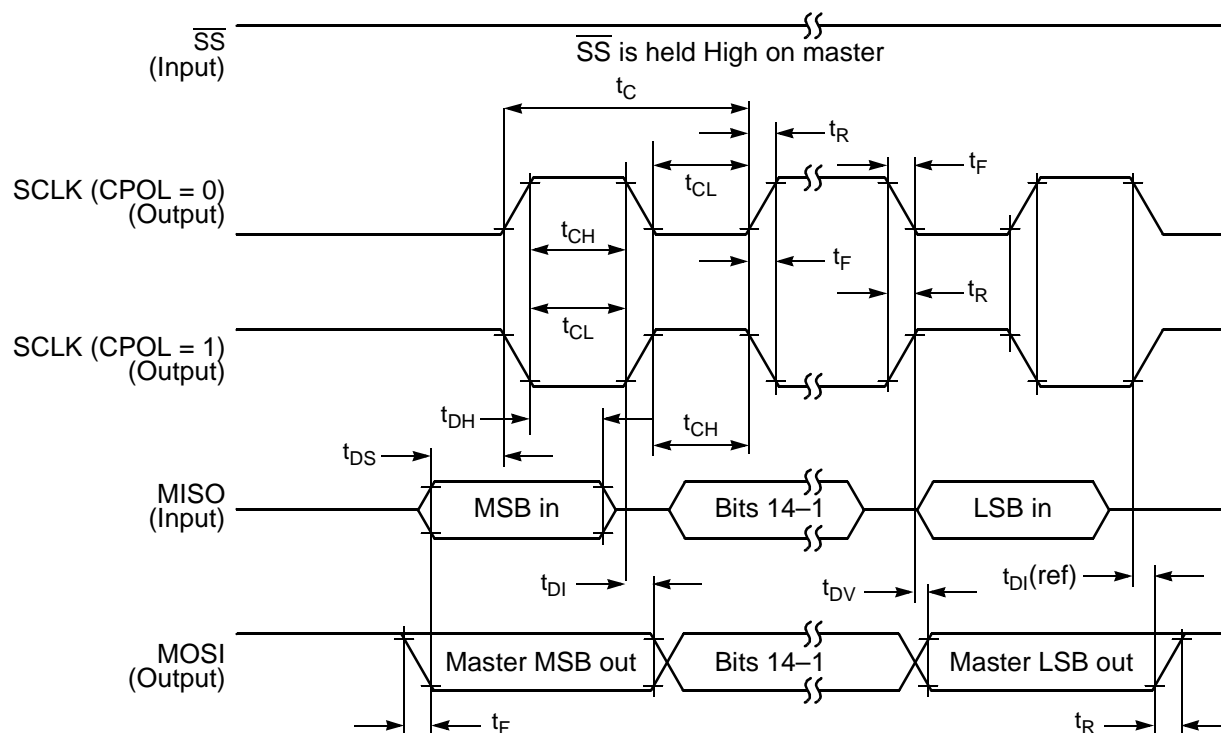 SS
(Input)
SS is held High on master
tC
tR
tF
SCLK (CPOL = 0)
(Output)
tCL
tCH
tF
tR
SCLK (CPOL = 1)
(Output)
tCL
tDH
tCH
tDS
MISO
(Input)
MSB in
Bits 14–1
LSB in
tDI
tDV
tDI(ref)
MOSI
(Output)
Master MSB out
Bits 14–1
Master LSB out
tF
tR